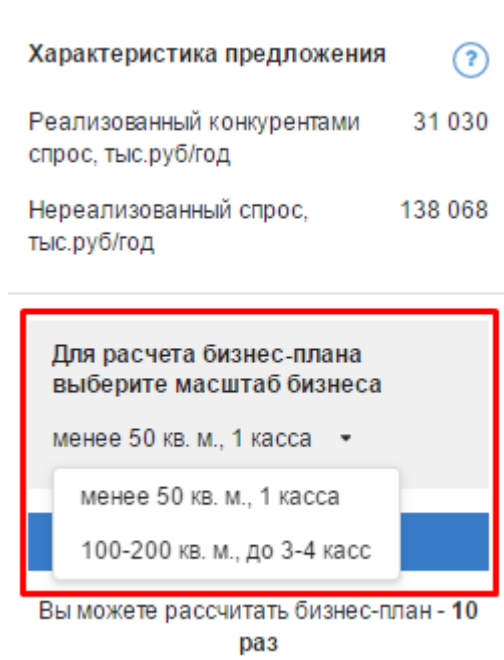 Характеристика предложения ?
Реализованный конкурентами 31 030
спрос, тыс.руб/год
Нереализованный спрос, 138 068
тыс.руб/год
Для расчета бизнес-плана
выберите масштаб бизнеса
менее 50 кв. м., 1 касса
менее 50 кв. м., 1 касса
100-200 кв. м., до 3-4 касс
Вы можете рассчитать бизнес-план - 10
раз